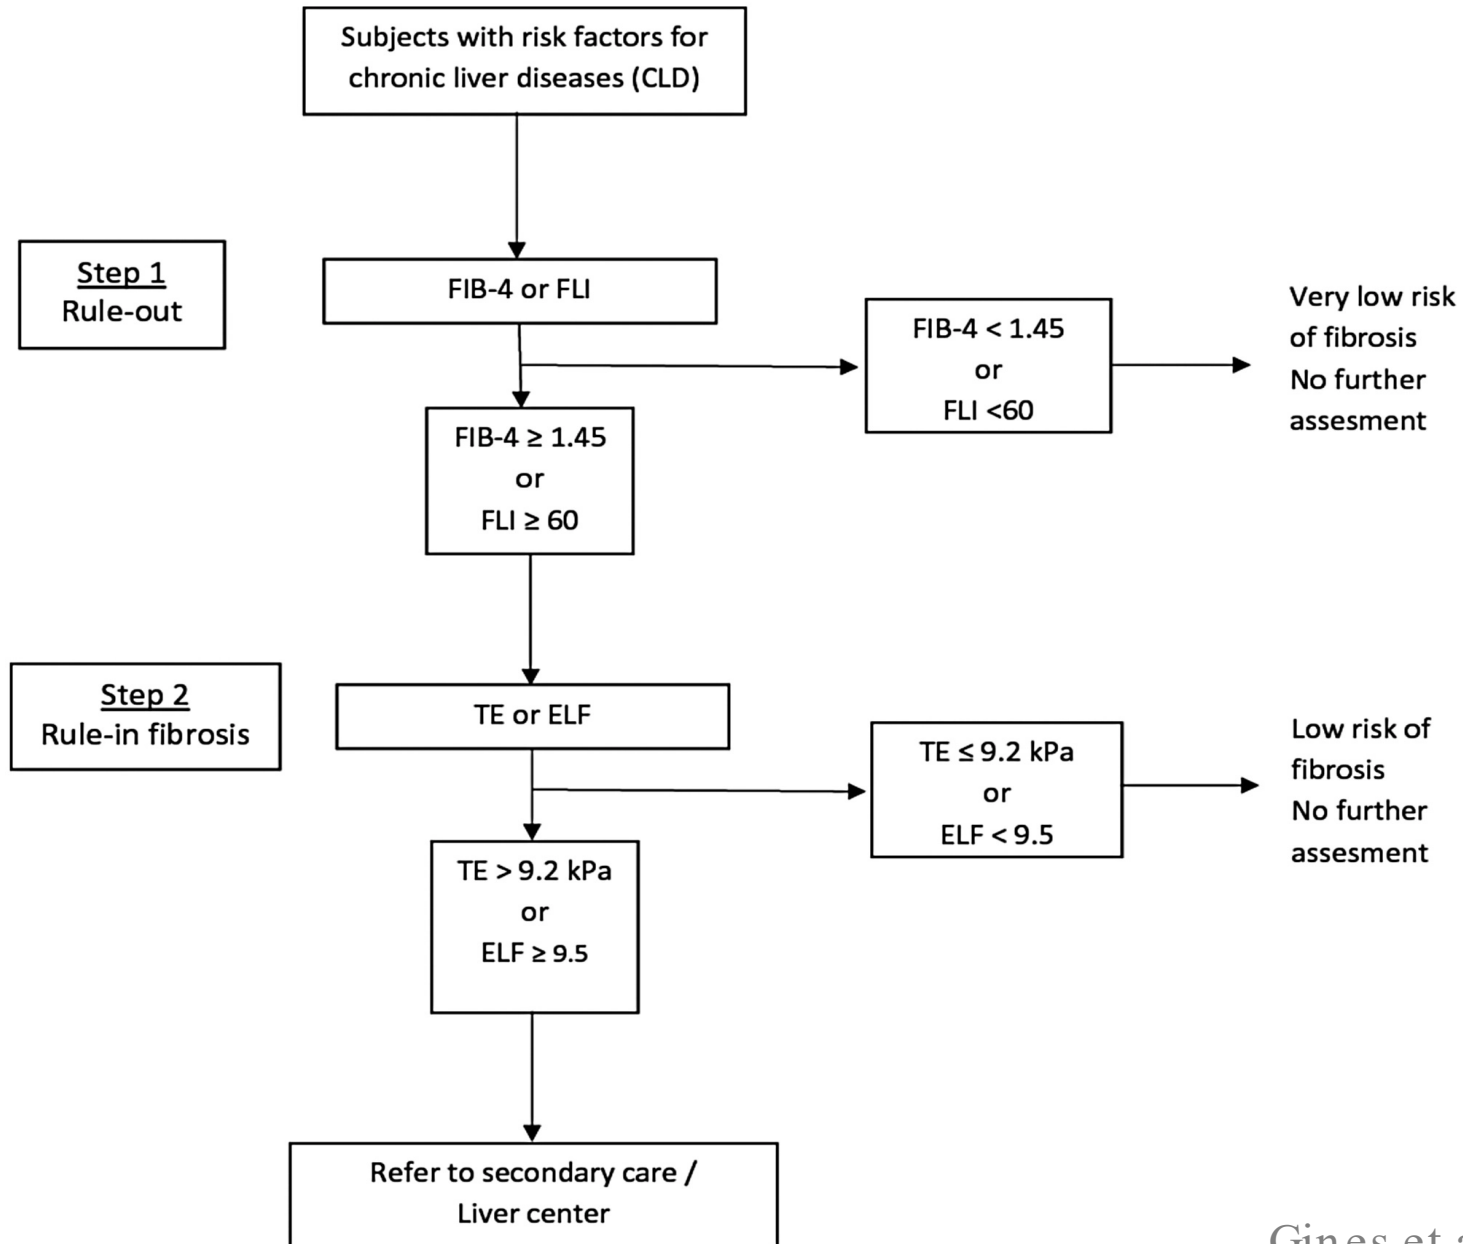 Subjects with risk factors for
chronic liver diseases (CLD)
Step 1
Rule-out
FIB-4 or FLI
FIB-4 < 1.45
or
FLI <60
Very low risk
of fibrosis
No further
assesment
FIB-4 ≥ 1.45
or
FLI ≥ 60
Step 2
Rule-in fibrosis
TE or ELF
TE ≤ 9.2 kPa
or
ELF < 9.5
Low risk of
fibrosis
No further
assesment
TE > 9.2 kPa
or
ELF ≥ 9.5
Refer to secondary care /
Liver center
Gines et a